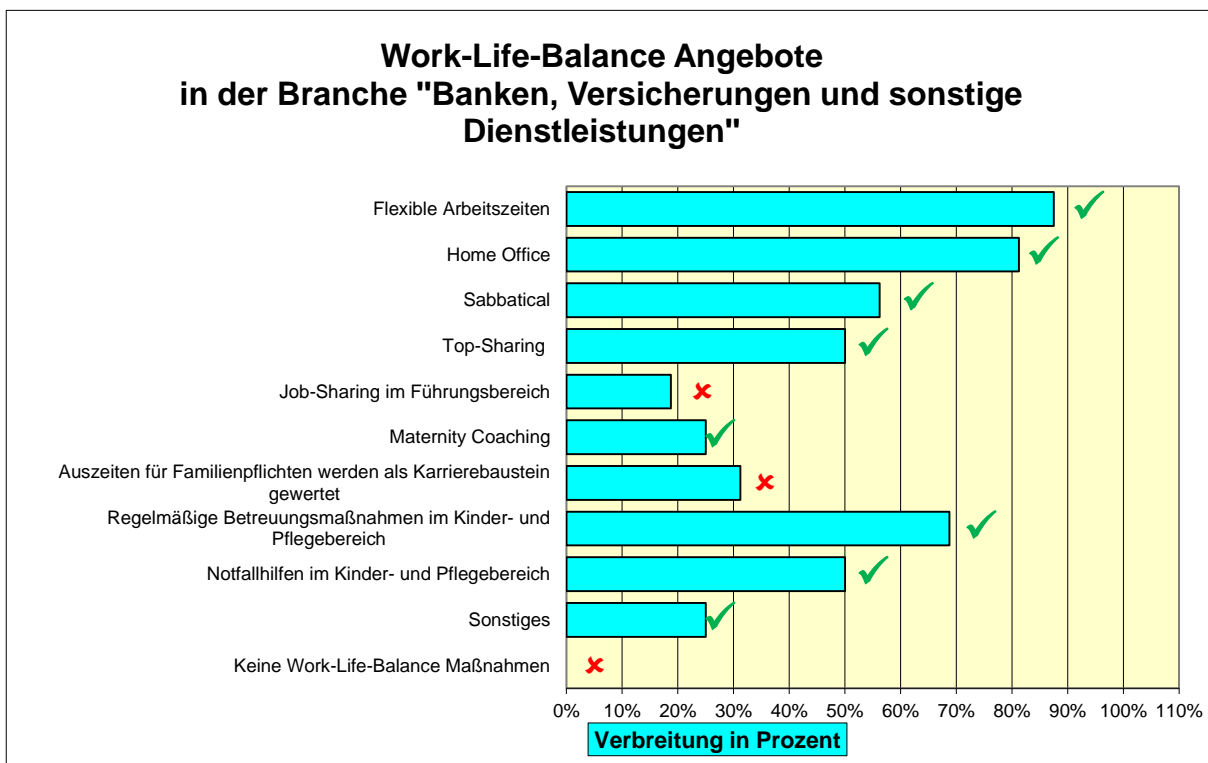 Work-Life-Balance Angebote
in der Branche "Banken, Versicherungen und sonstige
Dienstleistungen"
Flexible Arbeitszeiten
Home Office
Sabbatical
Top-Sharing
Job-Sharing im Führungsbereich
Maternity Coaching
Auszeiten für Familienpflichten werden als Karrierebaustein
gewertet
Regelmäßige Betreuungsmaßnahmen im Kinder- und
Pflegebereich
Notfallhilfen im Kinder- und Pflegebereich
Sonstiges
Keine Work-Life-Balance Maßnahmen
0% 10% 20% 30% 40% 50% 60% 70% 80% 90% 100% 110%
Verbreitung in Prozent